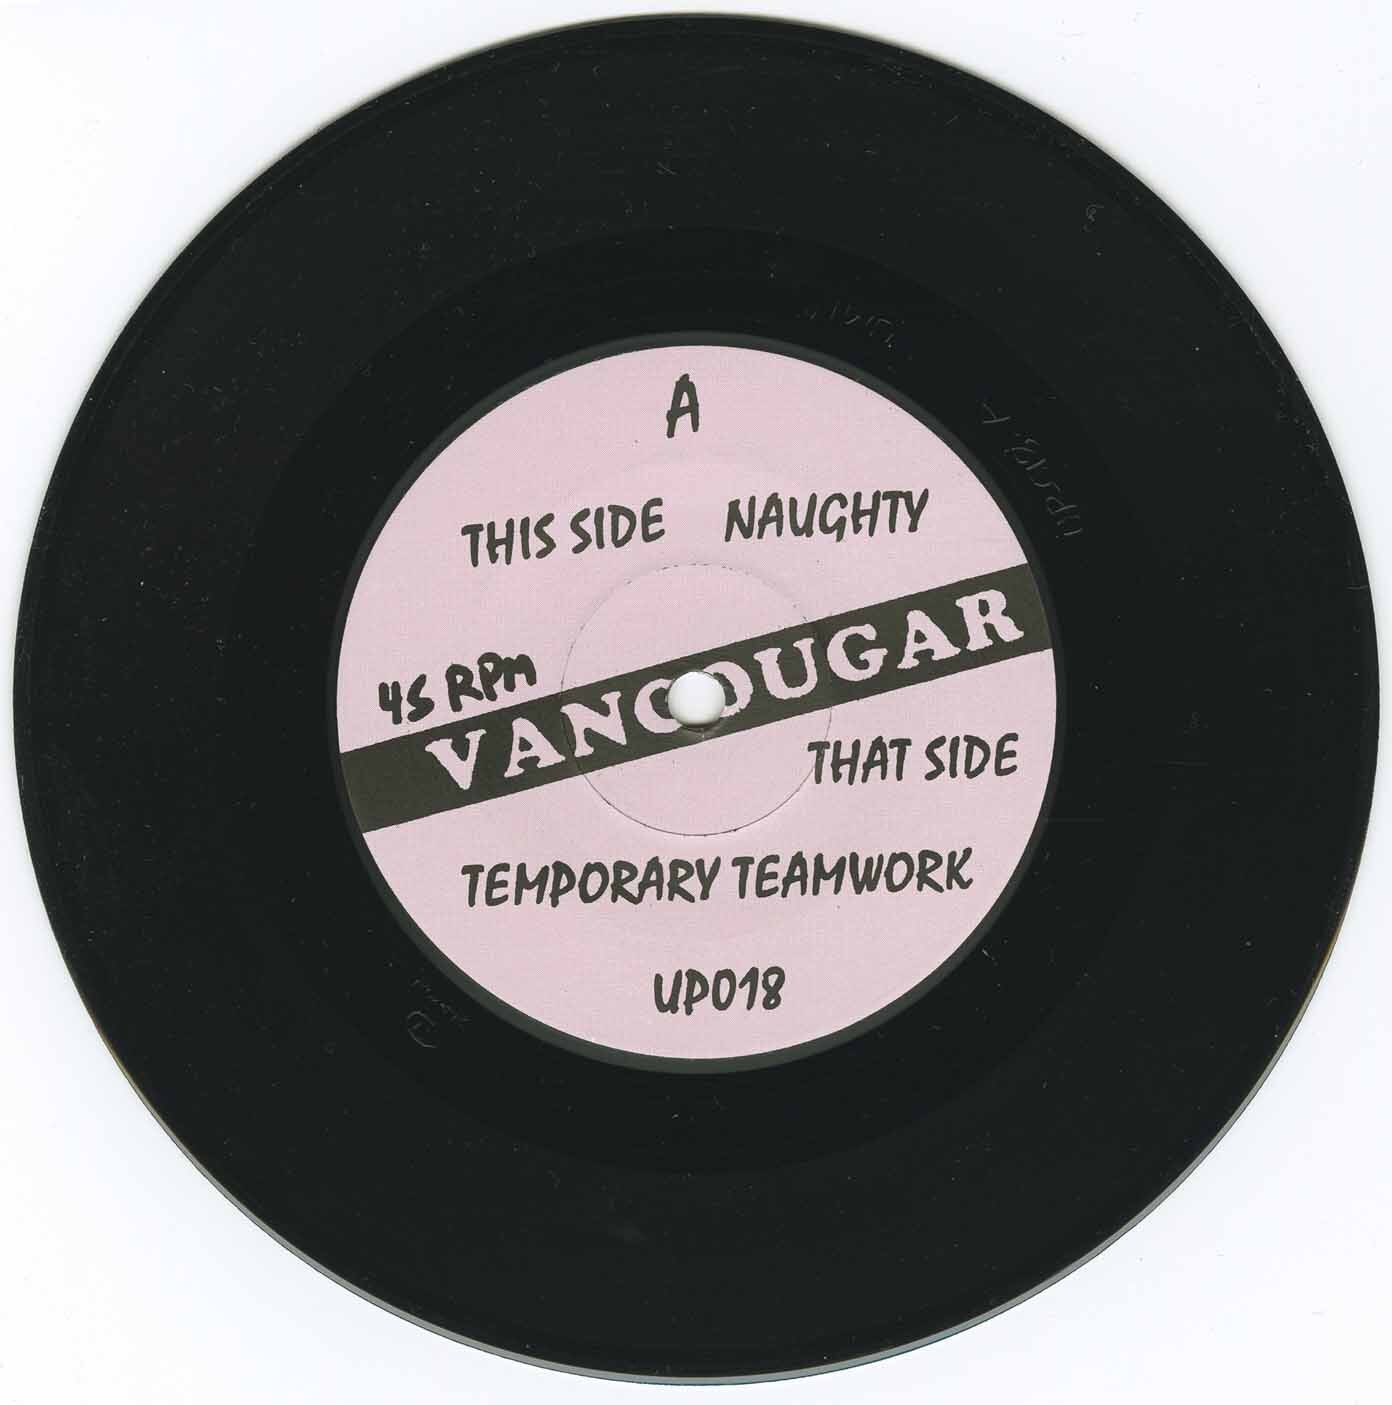 A
THIS SIDE NAUGHTY
45 RPM
VANCOUGAR
THAT SIDE
TEMPORARY TEAMWORK
UP018